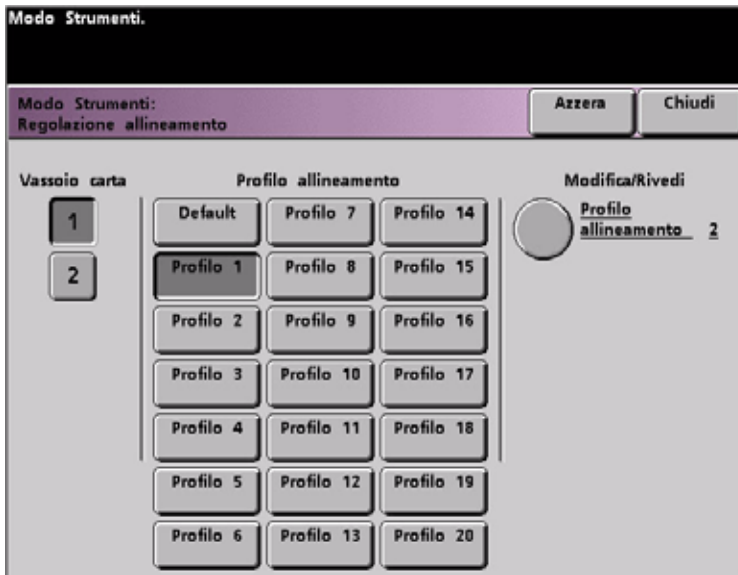 Modo Strumenti.
Modo Strumenti:
Regolazione allineamento
Azzera
Chiudi
Vassoio carta
Profilo allineamento
Modifica/Rivedi
1
2
Default
Profilo 7
Profilo 14
Profilo 1
Profilo 8
Profilo 15
Profilo 2
Profilo 9
Profilo 16
Profilo 3
Profilo 10
Profilo 17
Profilo 4
Profilo 11
Profilo 18
Profilo 5
Profilo 12
Profilo 19
Profilo 6
Profilo 13
Profilo 20
Profilo
allineamento 2